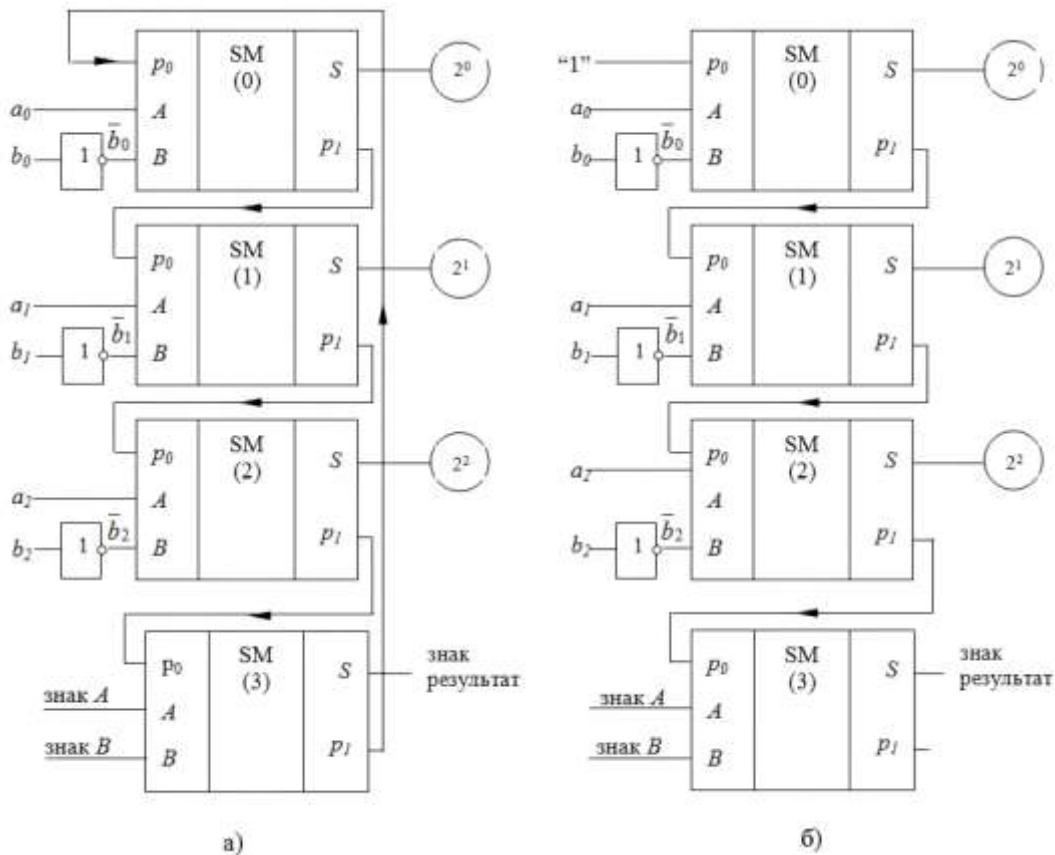 p₀ SM S 2⁰
(0)
a₀ A
b₀ 1 b̅₀ B p₁
p₀ SM S 2¹
(1)
a₁ A
b₁ 1 b̅₁ B p₁
p₀ SM S 2²
(2)
a₂ A
b₂ 1 b̅₂ B p₁
p₀ SM S знак
(3) результат
знак A A
знак B B p₁
а)
“1” p₀ SM S 2⁰
(0)
a₀ A
b₀ 1 b̅₀ B p₁
p₀ SM S 2¹
(1)
a₁ A
b₁ 1 b̅₁ B p₁
p₀ SM S 2²
(2)
a₂ A
b₂ 1 b̅₂ B p₁
p₀ SM S знак
(3) результат
знак A A
знак B B p₁
б)